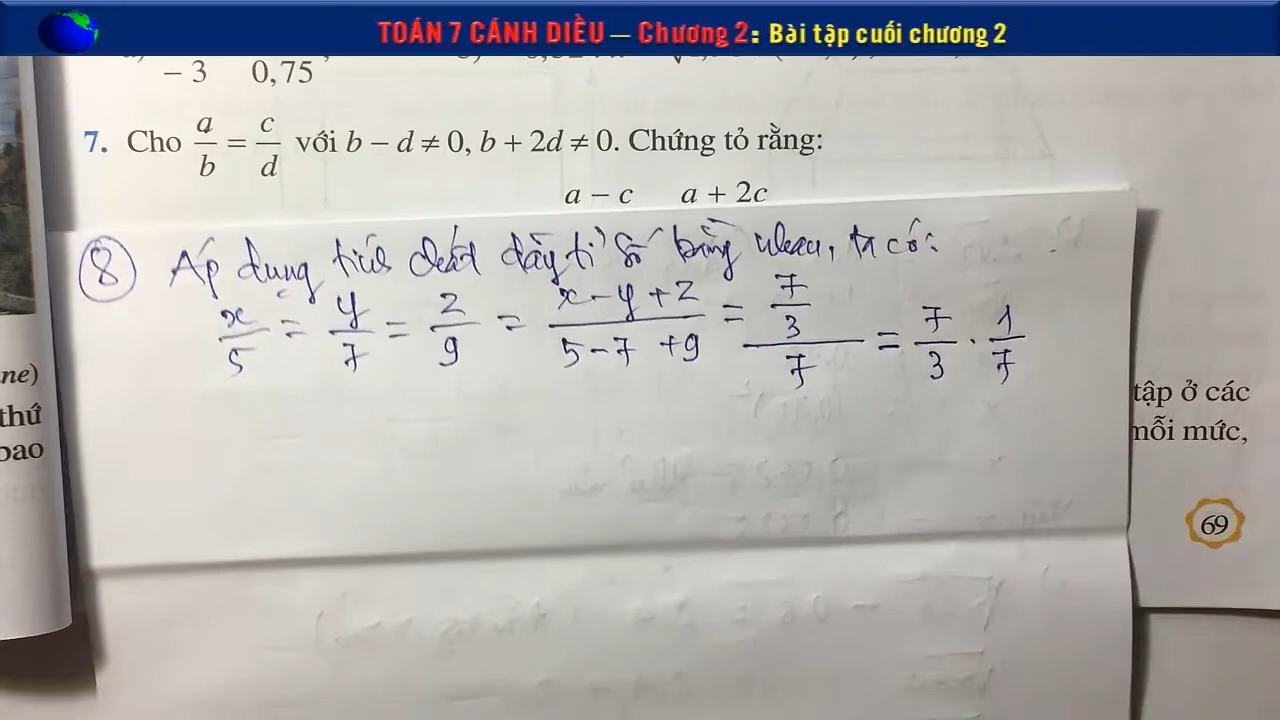 TOÁN 7 CÁNH DIỀU – Chương 2: Bài tập cuối chương 2
-3 0,75
7. Cho a/b = c/d với b – d ≠ 0, b + 2d ≠ 0. Chứng tỏ rằng:
a – c a + 2c
8 Áp dụng tính chất dãy tỉ số bằng nhau, ta có:
x/5 = y/7 = z/9 = (x-y+z)/(5-7+9) = (7/3)/7 = 7/3 . 1/7
ne)
thứ
bao
tập ở các
mỗi mức,
69